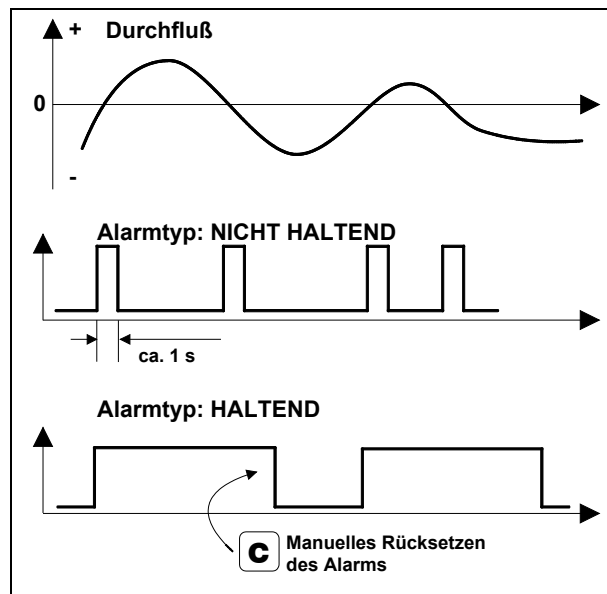 + Durchfluß
0
-
Alarmtyp: NICHT HALTEND
ca. 1 s
Alarmtyp: HALTEND
C Manuelles Rücksetzen
des Alarms